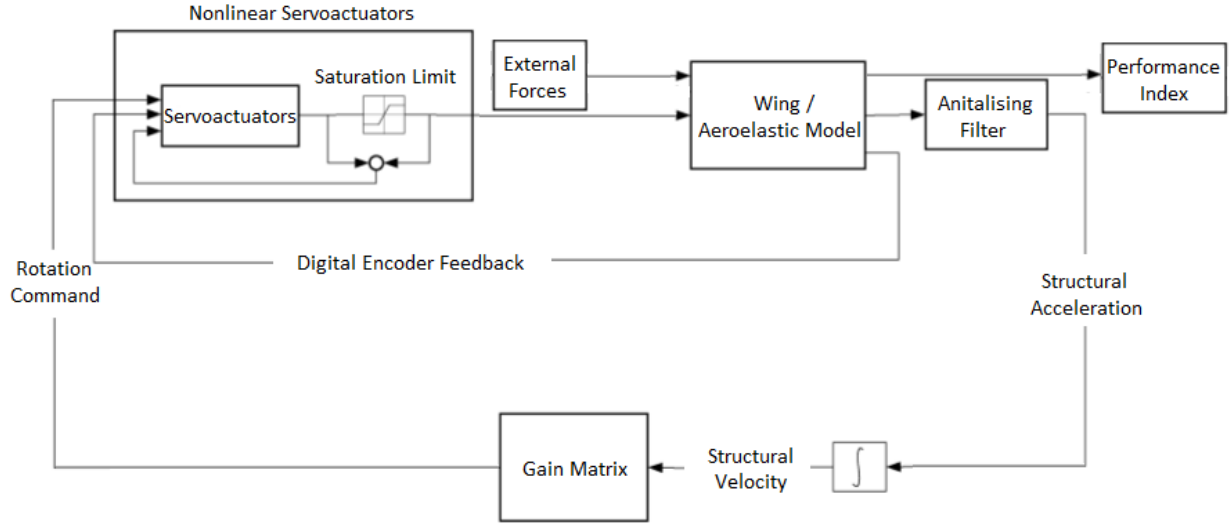 Nonlinear Servoactuators
Saturation Limit
Servoactuators
External
Forces
Wing /
Aeroelastic Model
Anitalising
Filter
Performance
Index
Digital Encoder Feedback
Rotation
Command
Structural
Acceleration
Gain Matrix
Structural
Velocity
∫